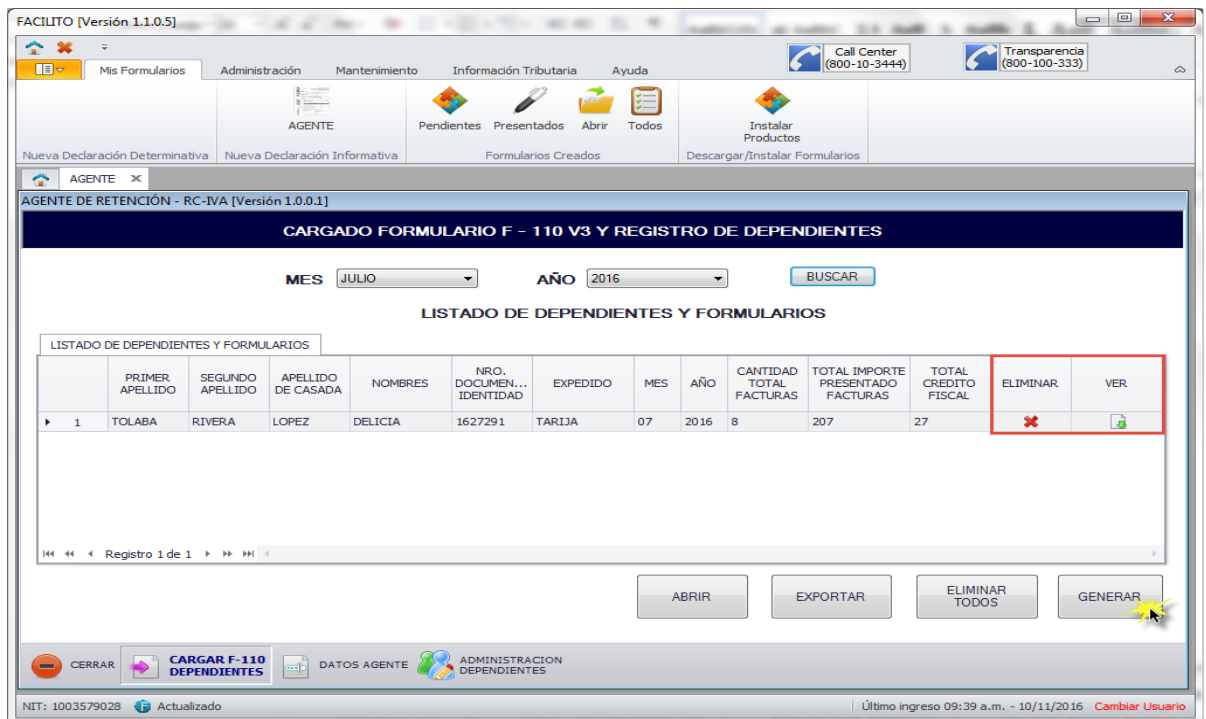 FACILITO [Versión 1.1.0.5]
Call Center
(800-10-3444)
Transparencia
(800-100-333)
Mis Formularios Administración Mantenimiento Información Tributaria Ayuda
AGENTE
Pendientes Presentados Abrir Todos
Instalar
Productos
Nueva Declaración Determinativa Nueva Declaración Informativa Formularios Creados Descargar/Instalar Formularios
AGENTE
AGENTE DE RETENCIÓN - RC-IVA [Versión 1.0.0.1]
CARGADO FORMULARIO F - 110 V3 Y REGISTRO DE DEPENDIENTES
MES JULIO AÑO 2016 BUSCAR
LISTADO DE DEPENDIENTES Y FORMULARIOS
LISTADO DE DEPENDIENTES Y FORMULARIOS
PRIMER APELLIDO SEGUNDO APELLIDO APELLIDO DE CASADA NOMBRES NRO. DOCUMEN... IDENTIDAD EXPEDIDO MES AÑO CANTIDAD TOTAL FACTURAS TOTAL IMPORTE PRESENTADO FACTURAS TOTAL CREDITO FISCAL ELIMINAR VER
1 TOLABA RIVERA LOPEZ DELICIA 1627291 TARIJA 07 2016 8 207 27
Registro 1 de 1
ABRIR EXPORTAR ELIMINAR TODOS GENERAR
CERRAR CARGAR F-110 DEPENDIENTES DATOS AGENTE ADMINISTRACION DEPENDIENTES
NIT: 1003579028 Actualizado Último ingreso 09:39 a.m. - 10/11/2016 Cambiar Usuario